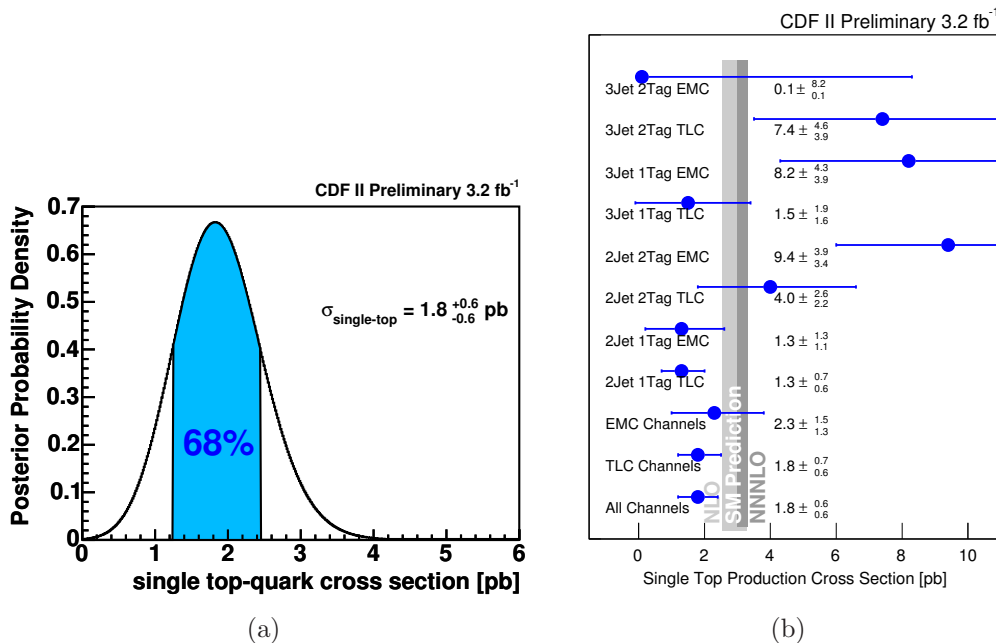 CDF II Preliminary 3.2 fb⁻¹
0.7
0.6
0.5
0.4
0.3
0.2
0.1
0
Posterior Probability Density
σsingle-top = 1.8 +0.6 -0.6 pb
68%
0 1 2 3 4 5 6
single top-quark cross section [pb]
(a)
CDF II Preliminary 3.2 fb⁻¹
3Jet 2Tag EMC 0.1 ± 8.2 0.1
3Jet 2Tag TLC 7.4 ± 4.6 3.9
3Jet 1Tag EMC 8.2 ± 4.3 3.9
3Jet 1Tag TLC 1.5 ± 1.9 1.6
2Jet 2Tag EMC 9.4 ± 3.9 3.4
2Jet 2Tag TLC 4.0 ± 2.6 2.2
2Jet 1Tag EMC 1.3 ± 1.3 1.1
2Jet 1Tag TLC 1.3 ± 0.7 0.6
EMC Channels 2.3 ± 1.5 1.3
TLC Channels 1.8 ± 0.7 0.6
All Channels 1.8 ± 0.6 0.6
NLO
SM Prediction
NNNLO
0 2 4 6 8 10
Single Top Production Cross Section [pb]
(b)